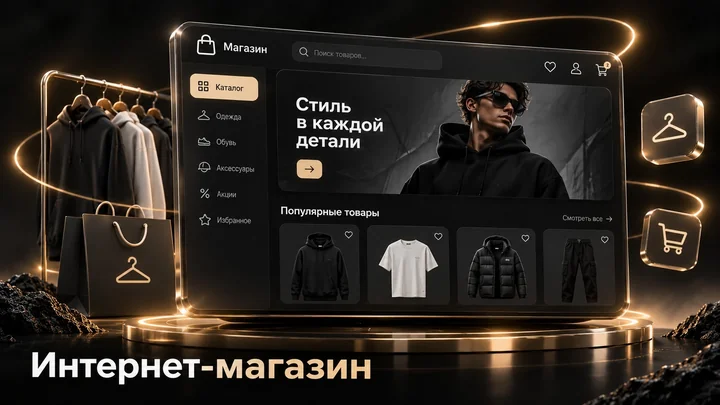 Магазин
Поиск товаров...
Каталог
Одежда
Обувь
Аксессуары
Акции
Избранное
Стиль
в каждой
детали
Популярные товары
Смотреть все →
Интернет-магазин